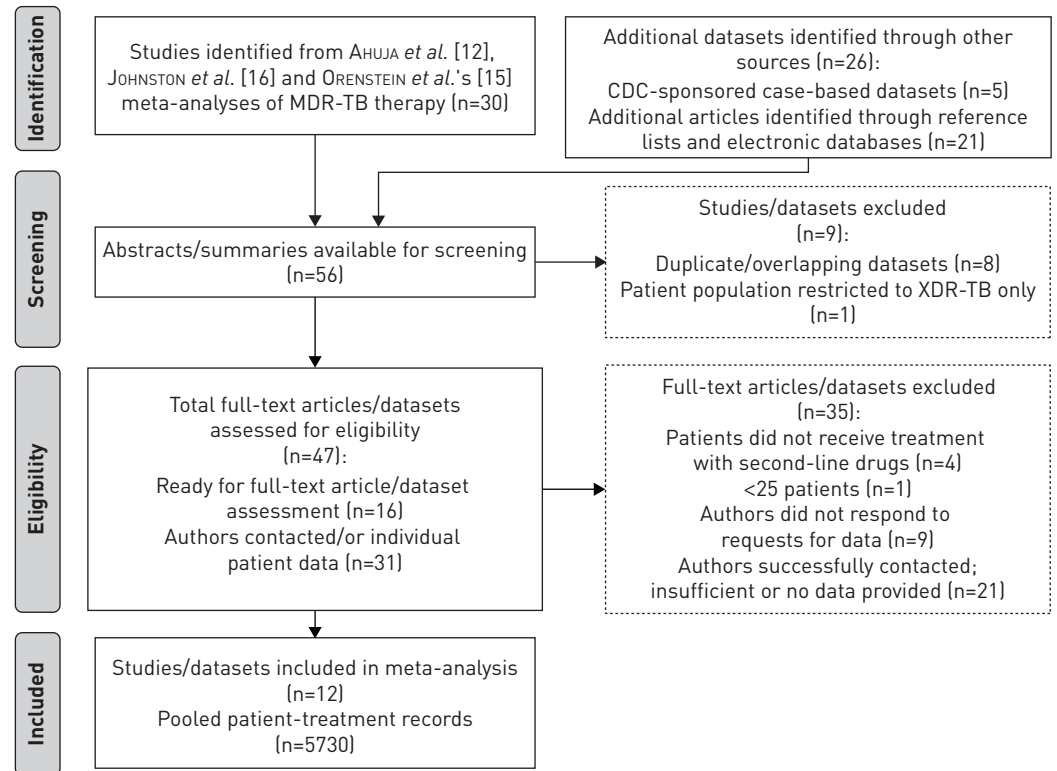 Identification
Studies identified from AHUJA et al. [12],
JOHNSTON et al. [16] and ORENSTEIN et al.'s [15]
meta-analyses of MDR-TB therapy (n=30)
Additional datasets identified through other
sources (n=26):
CDC-sponsored case-based datasets (n=5)
Additional articles identified through reference
lists and electronic databases (n=21)
Screening
Abstracts/summaries available for screening
(n=56)
Studies/datasets excluded
(n=9):
Duplicate/overlapping datasets (n=8)
Patient population restricted to XDR-TB only
(n=1)
Eligibility
Total full-text articles/datasets
assessed for eligibility
(n=47):
Ready for full-text article/dataset
assessment (n=16)
Authors contacted/or individual
patient data (n=31)
Full-text articles/datasets excluded
(n=35):
Patients did not receive treatment
with second-line drugs (n=4)
<25 patients (n=1)
Authors did not respond to
requests for data (n=9)
Authors successfully contacted;
insufficient or no data provided (n=21)
Included
Studies/datasets included in meta-analysis
(n=12)
Pooled patient-treatment records
(n=5730)